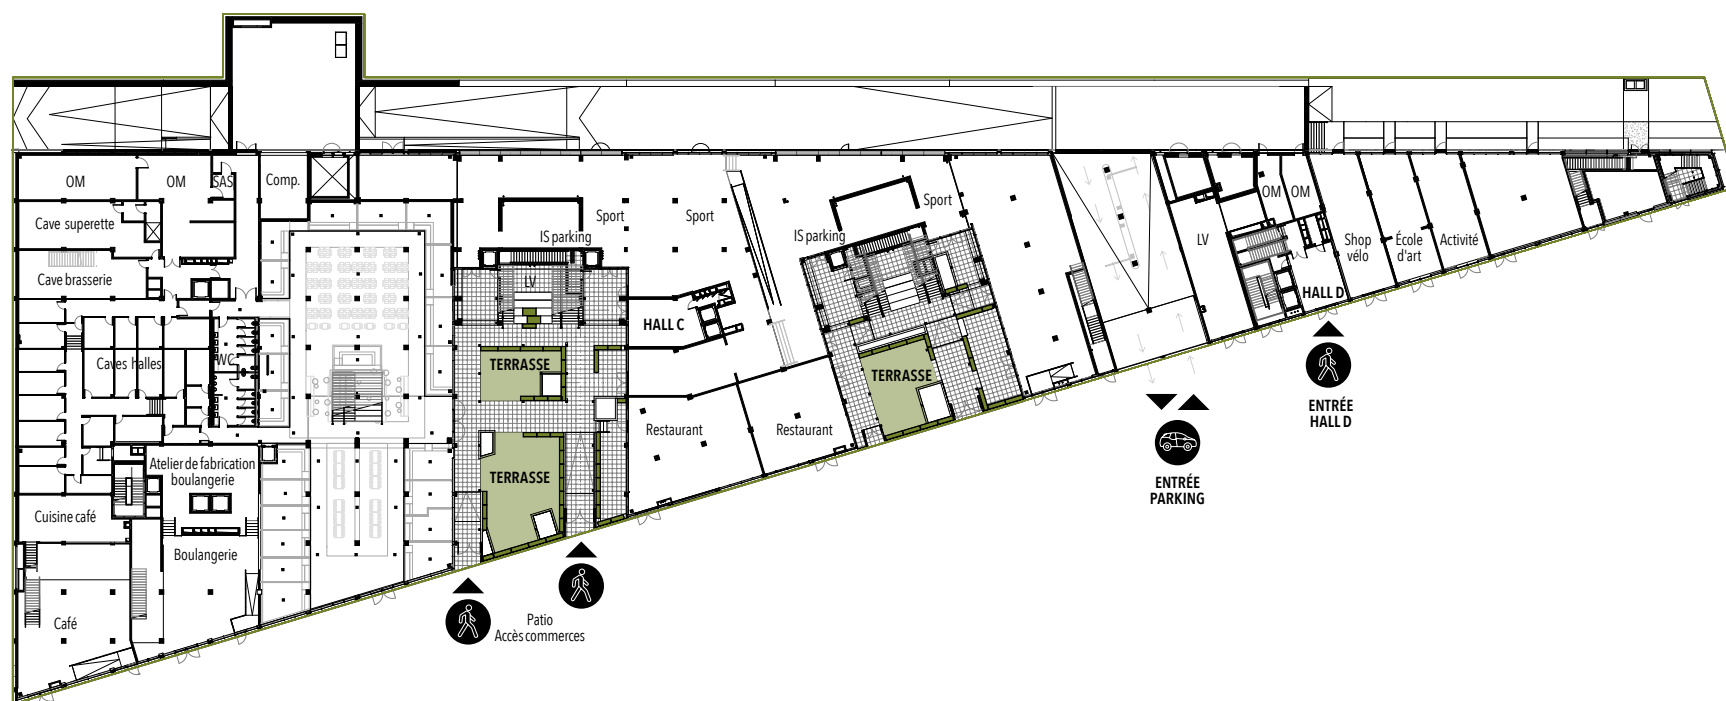 OM
OM
SAS
Comp.
Cave superette
Cave brasserie
Caves halles
WC
Atelier de fabrication
boulangerie
Cuisine café
Boulangerie
Café
Sport
Sport
IS parking
LV
HALL C
TERRASSE
TERRASSE
Restaurant
Restaurant
Patio
Accès commerces
Sport
IS parking
TERRASSE
LV
OM
OM
HALL D
Shop
vélo
École
d'art
Activité
ENTRÉE
HALL D
ENTRÉE
PARKING